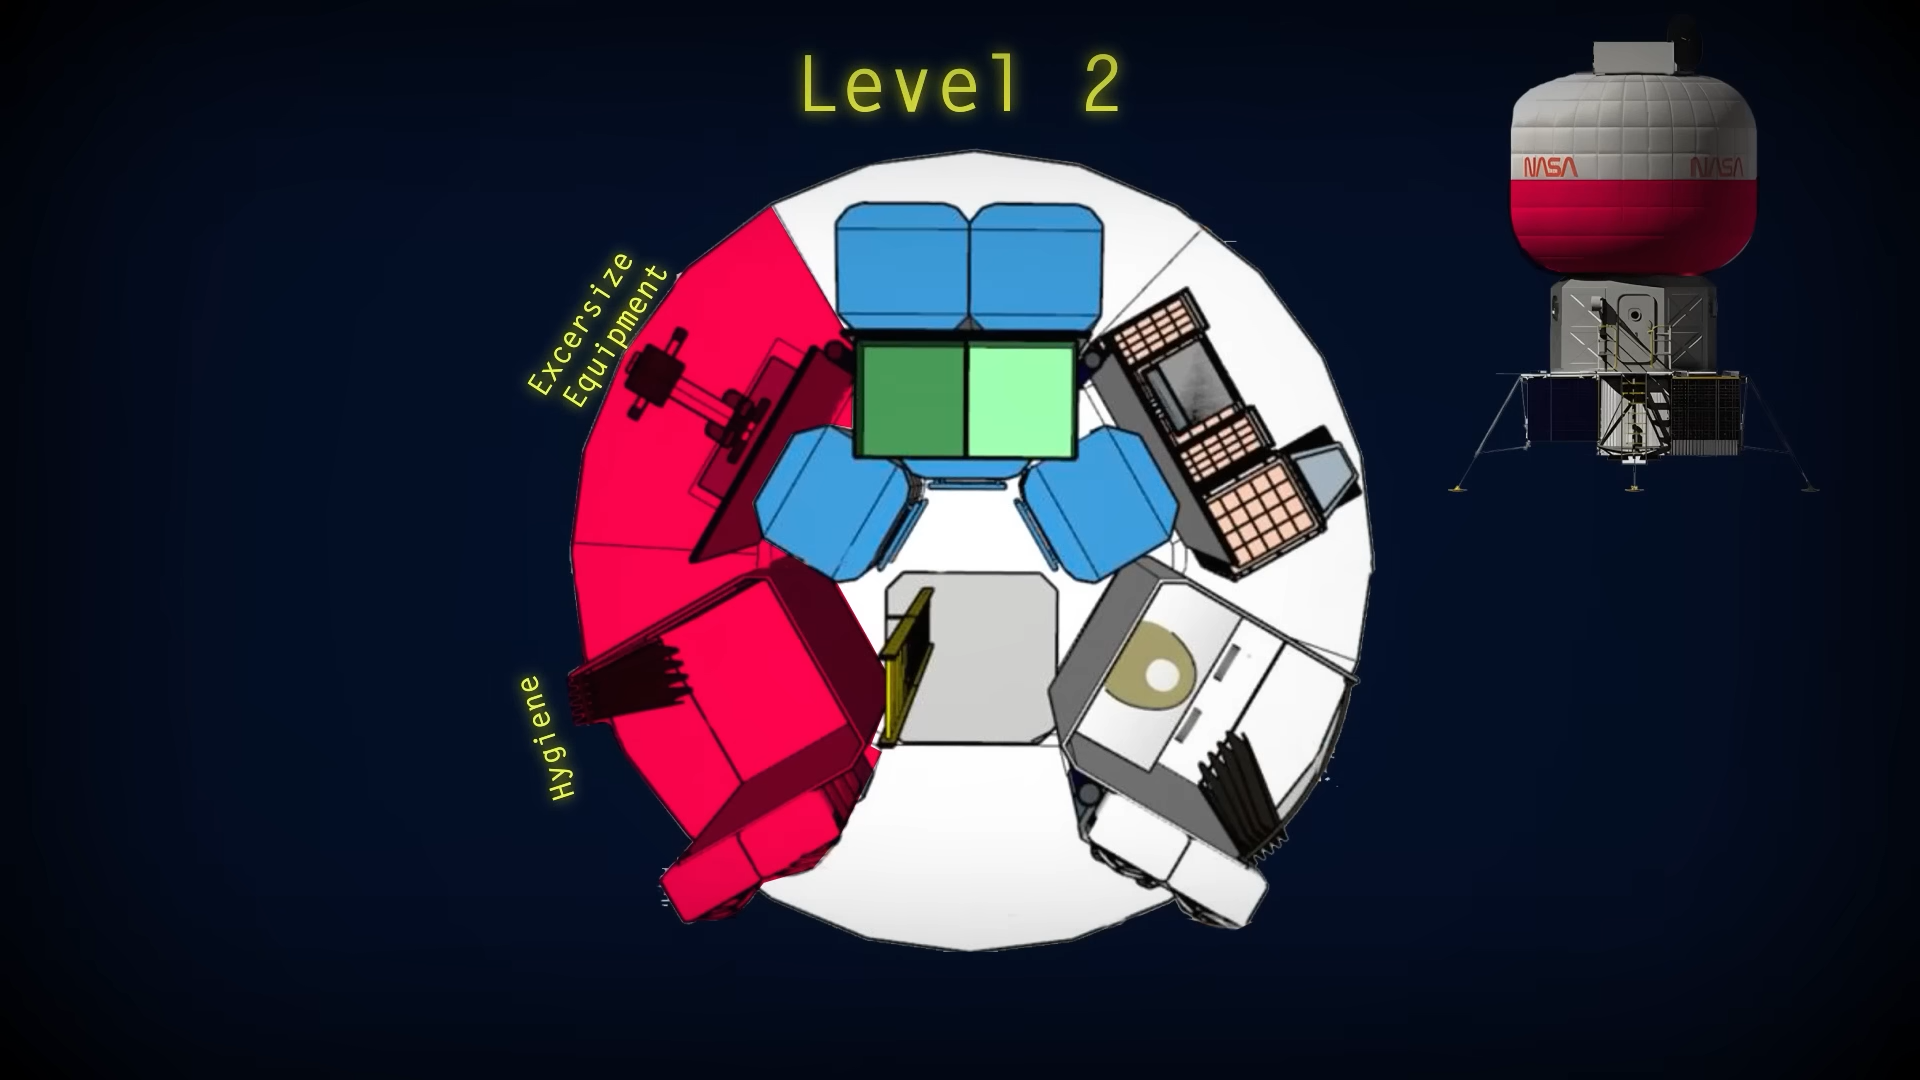 Level 2
NASA
NASA
Excersize
Equipment
Hygiene